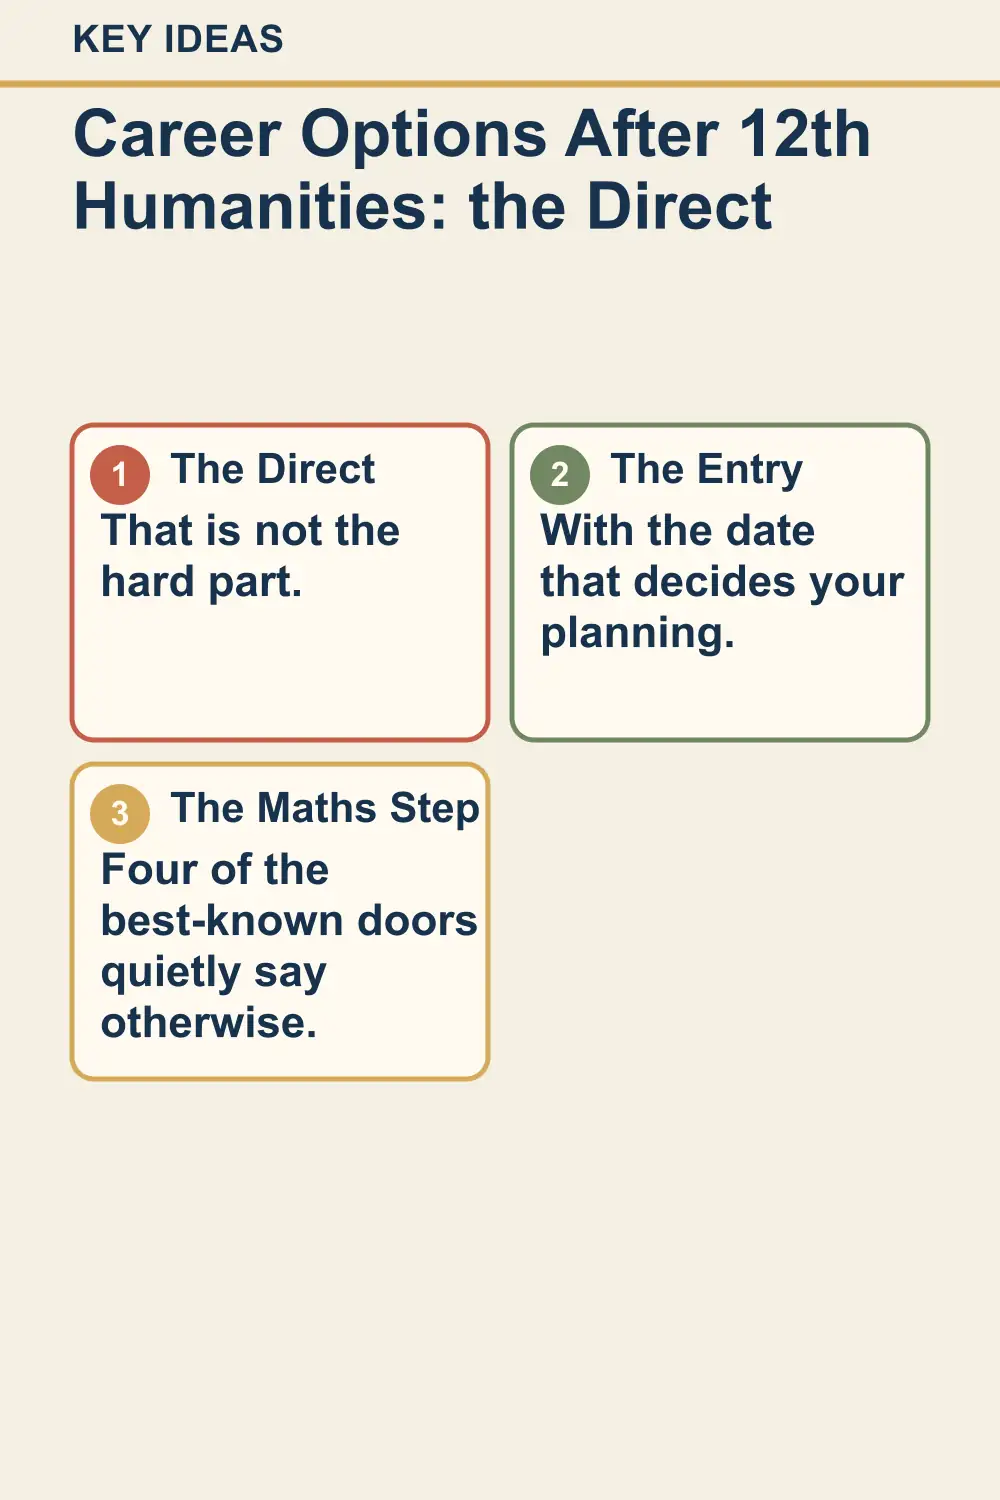 KEY IDEAS
Career Options After 12th
Humanities: the Direct
1 The Direct
That is not the
hard part.
2 The Entry
With the date
that decides your
planning.
3 The Maths Step
Four of the
best-known doors
quietly say
otherwise.